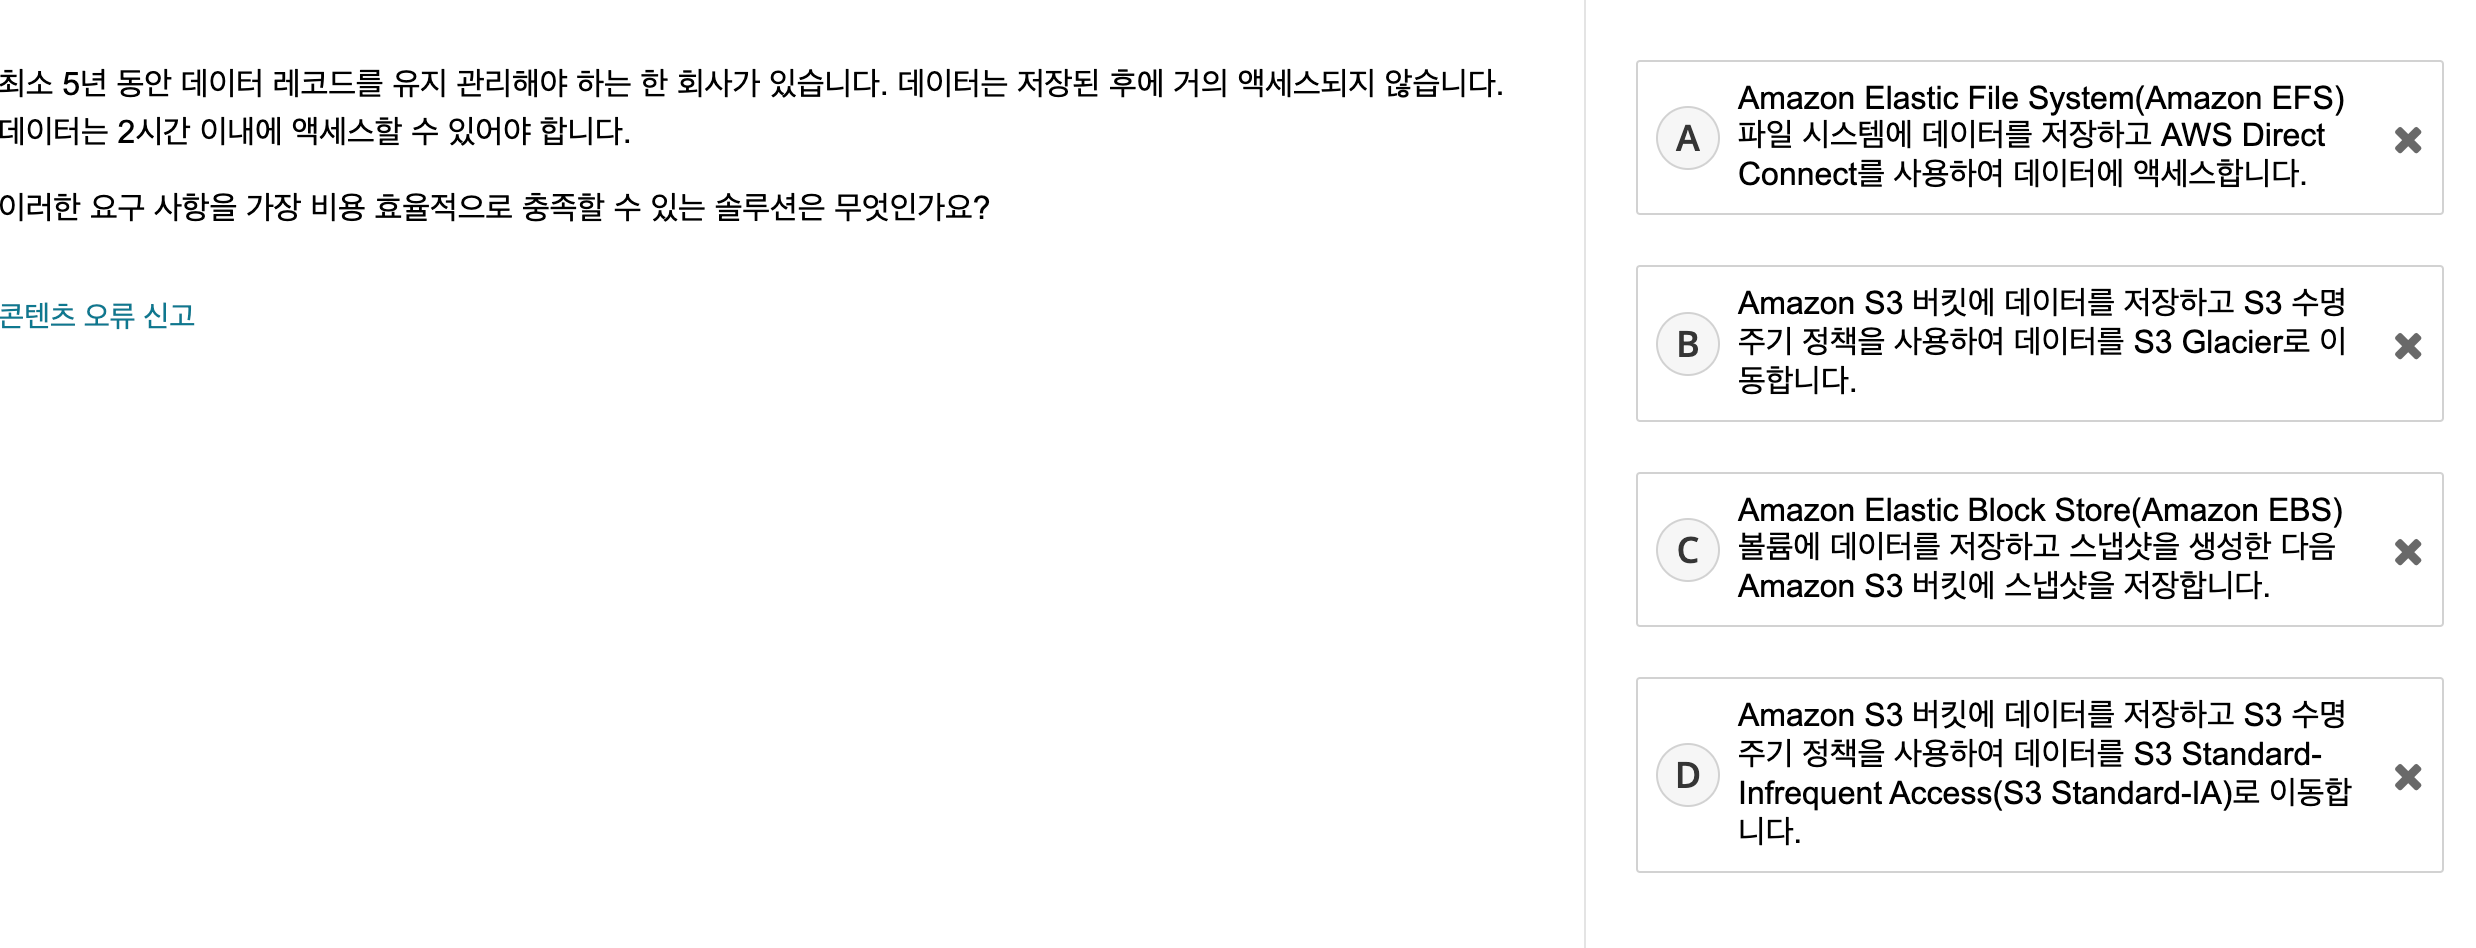 최소 5년 동안 데이터 레코드를 유지 관리해야 하는 한 회사가 있습니다. 데이터는 저장된 후에 거의 액세스되지 않습니다.
데이터는 2시간 이내에 액세스할 수 있어야 합니다.
이러한 요구 사항을 가장 비용 효율적으로 충족할 수 있는 솔루션은 무엇인가요?
콘텐츠 오류 신고
A
Amazon Elastic File System(Amazon EFS)
파일 시스템에 데이터를 저장하고 AWS Direct
Connect를 사용하여 데이터에 액세스합니다.
B
Amazon S3 버킷에 데이터를 저장하고 S3 수명
주기 정책을 사용하여 데이터를 S3 Glacier로 이
동합니다.
C
Amazon Elastic Block Store(Amazon EBS)
볼륨에 데이터를 저장하고 스냅샷을 생성한 다음
Amazon S3 버킷에 스냅샷을 저장합니다.
D
Amazon S3 버킷에 데이터를 저장하고 S3 수명
주기 정책을 사용하여 데이터를 S3 Standard-
Infrequent Access(S3 Standard-IA)로 이동합
니다.